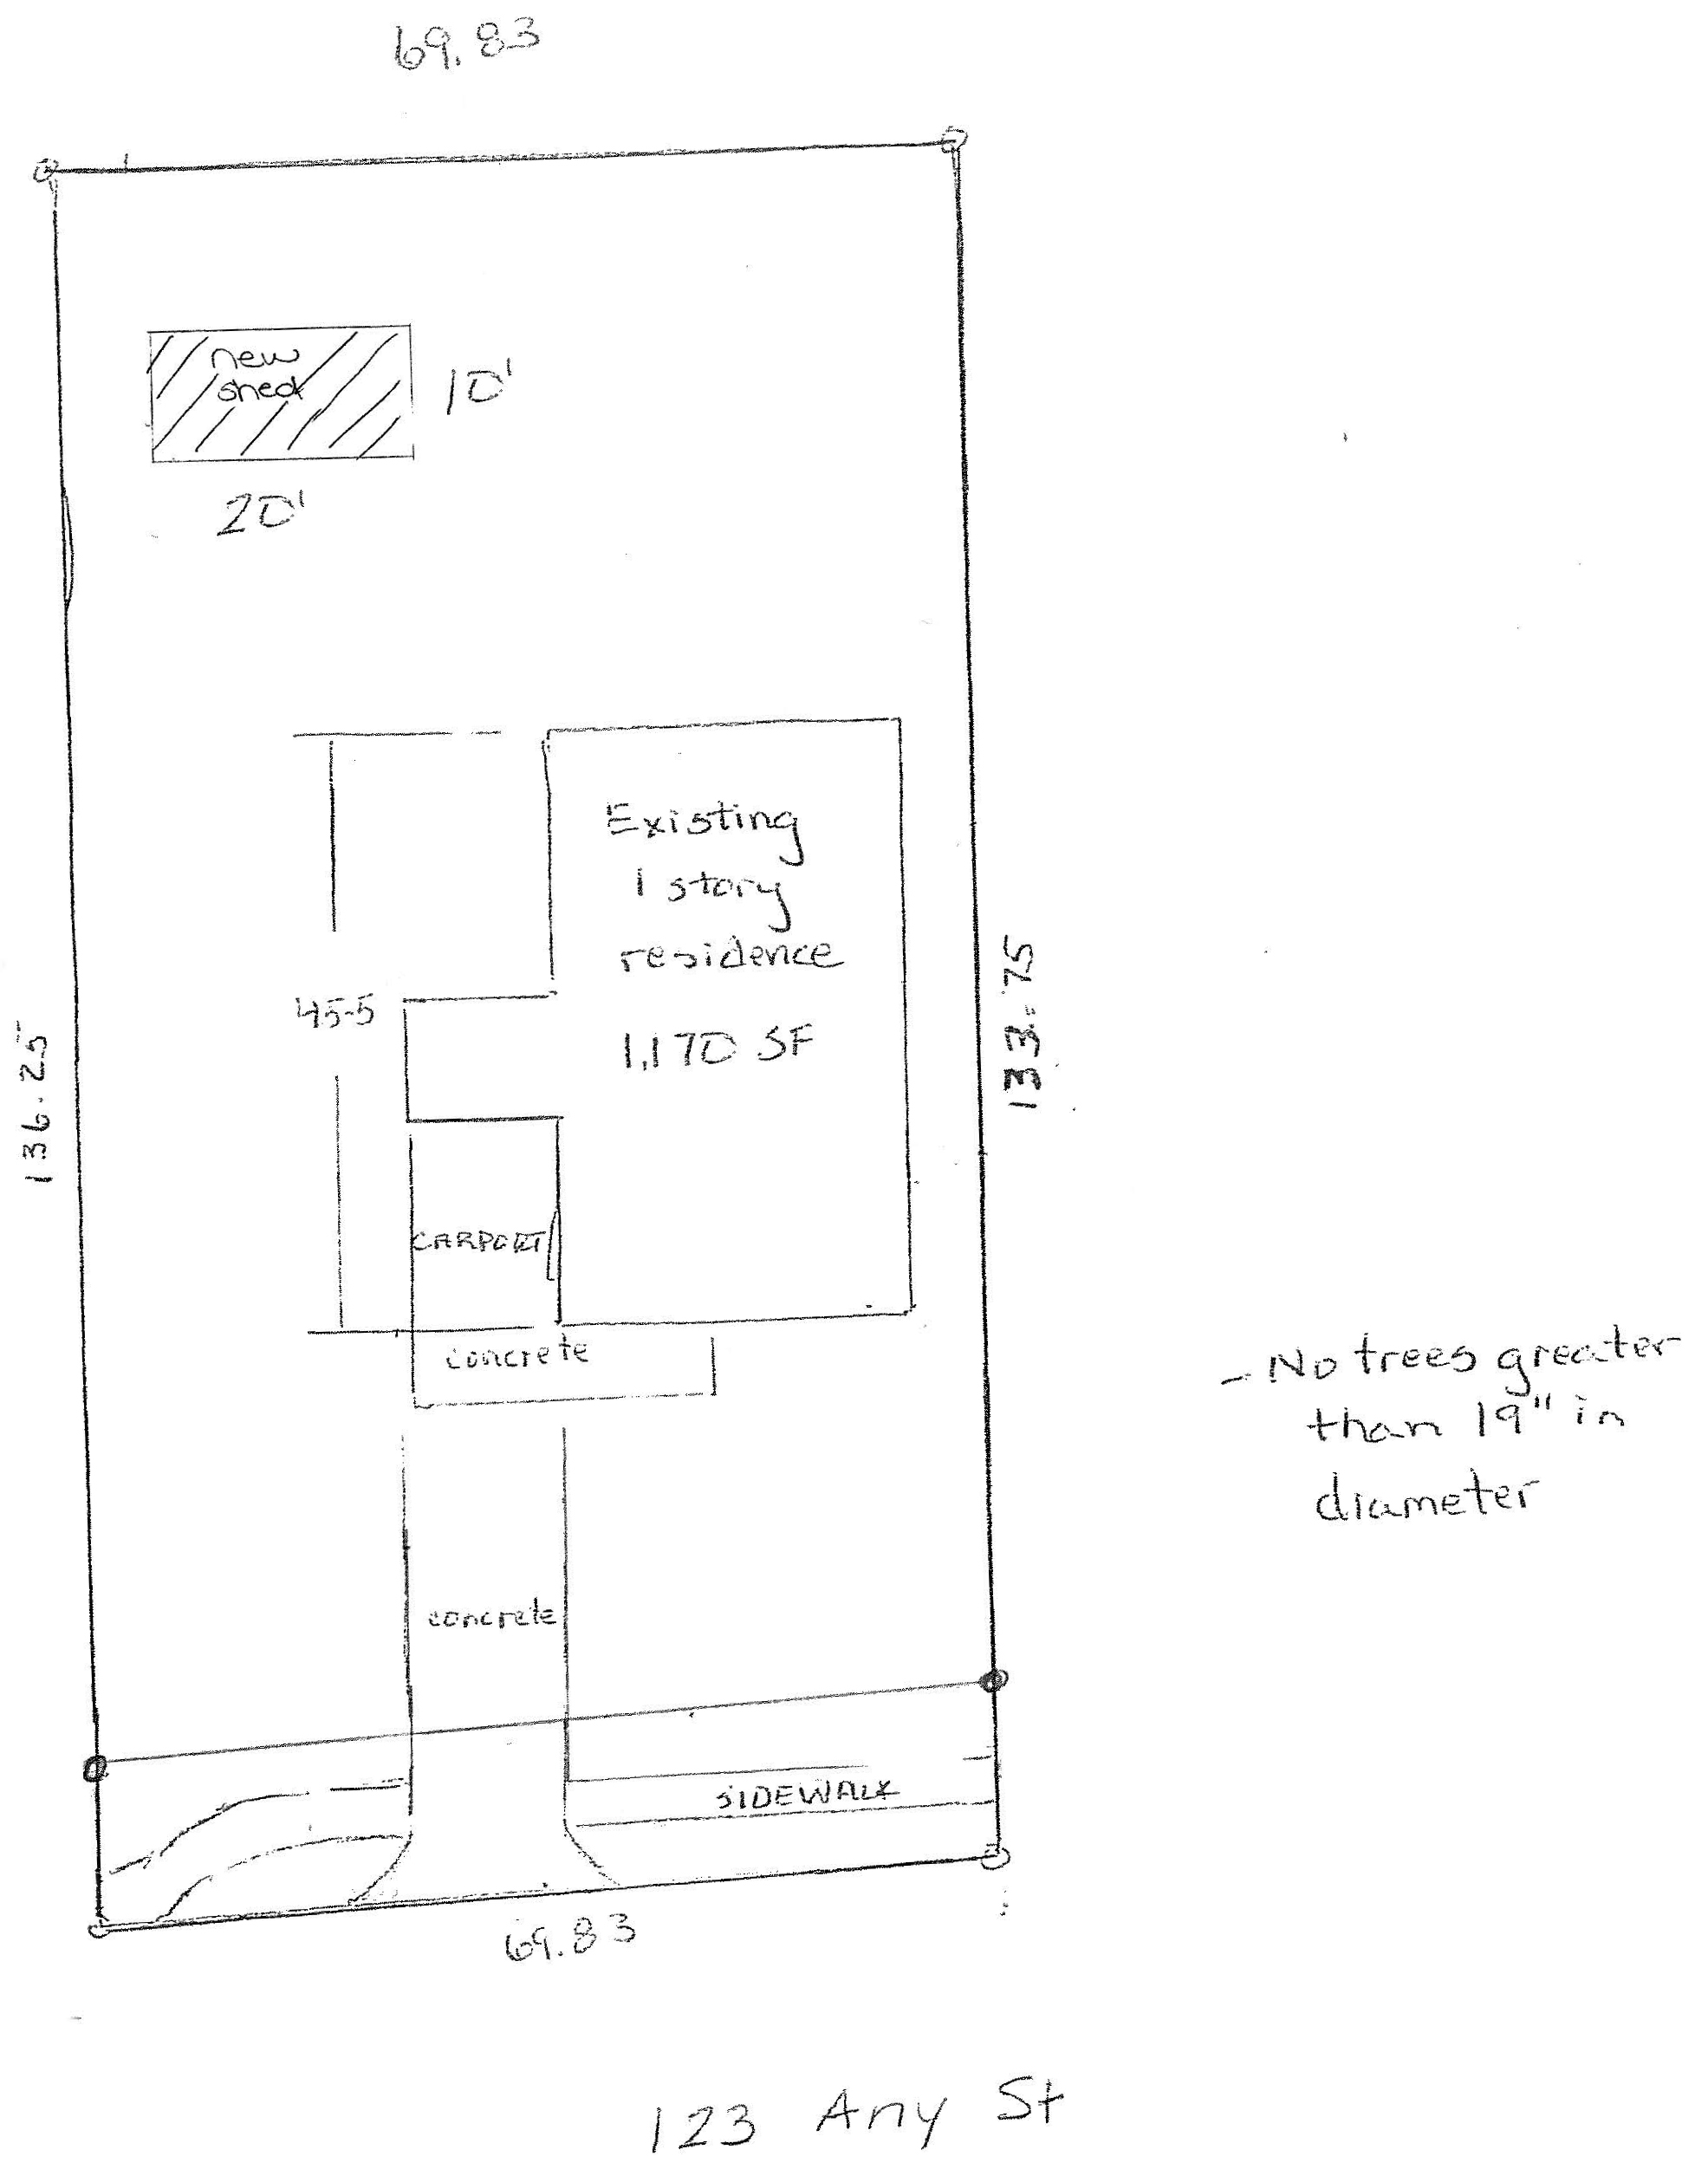 69.83
new
shed
10'
20'
Existing
1 story
residence
1,170 SF
45-5
136.25
133.75
CARPORT
concrete
- No trees greater
than 19" in
diameter
concrete
SIDEWALK
69.83
123 Any St